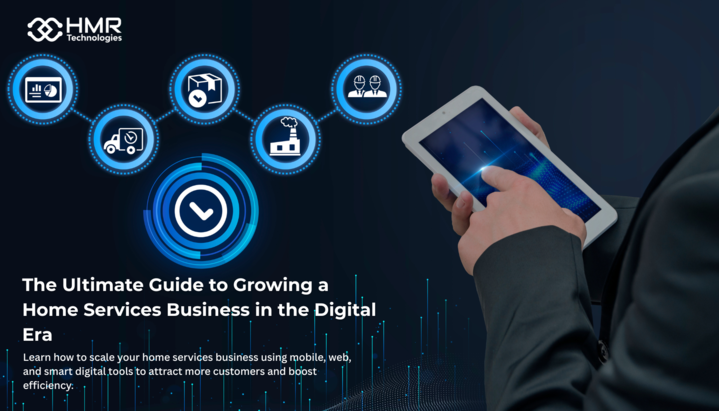 HMR
Technologies
The Ultimate Guide to Growing a
Home Services Business in the Digital
Era
Learn how to scale your home services business using mobile, web,
and smart digital tools to attract more customers and boost
efficiency.